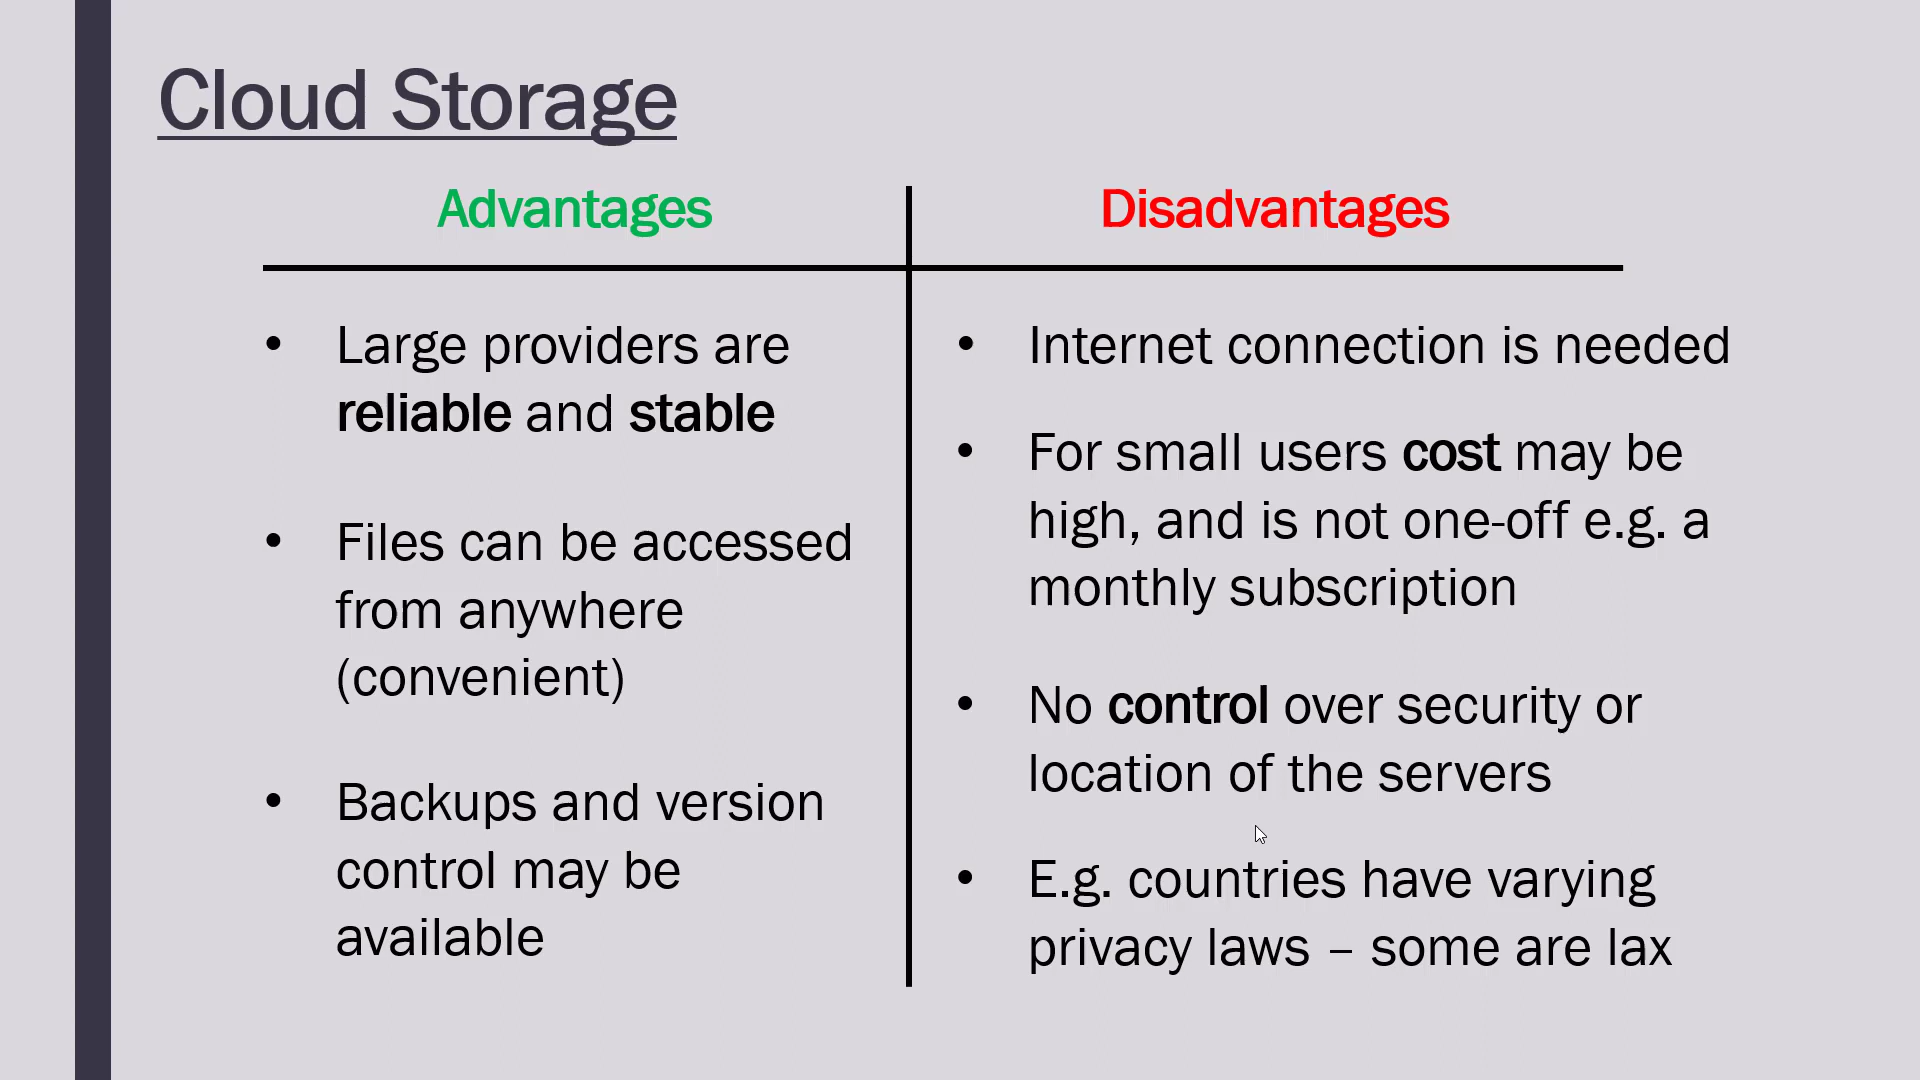 Cloud Storage
Advantages
• Large providers are
reliable and stable
• Files can be accessed
from anywhere
(convenient)
• Backups and version
control may be
available
Disadvantages
• Internet connection is needed
• For small users cost may be
high, and is not one-off e.g. a
monthly subscription
• No control over security or
location of the servers
• E.g. countries have varying
privacy laws – some are lax